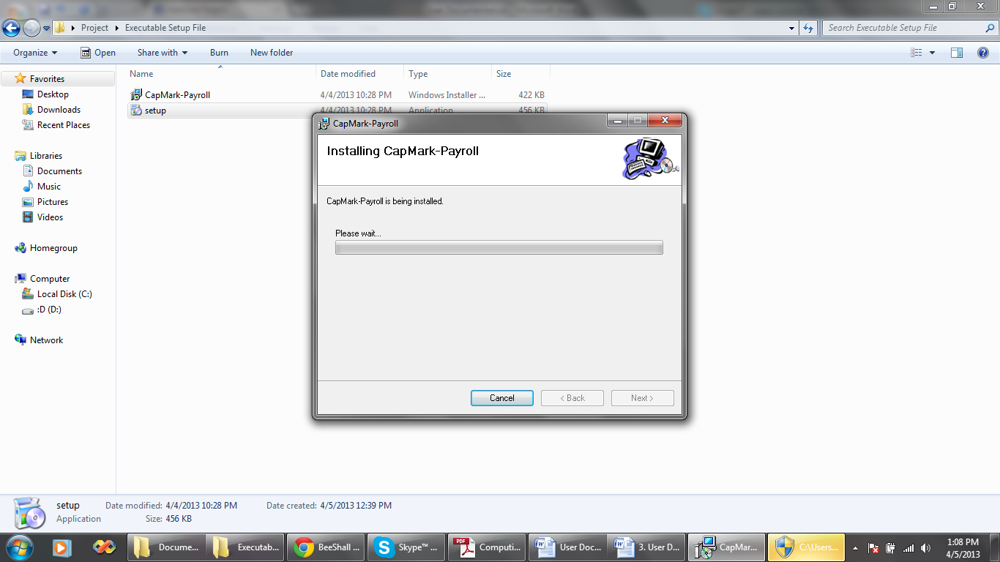 Project ▸ Executable Setup File
Search Executable Setup File
Organize Open Share with Burn New folder
Name Date modified Type Size
Favorites
CapMark-Payroll 4/4/2013 10:28 PM Windows Installer ... 422 KB
Desktop
setup 4/4/2013 10:28 PM Application 456 KB
Downloads
Recent Places
Libraries
Documents
Music
Pictures
Videos
Homegroup
Computer
Local Disk (C:)
:D (D:)
Network
CapMark-Payroll
Installing CapMark-Payroll
CapMark-Payroll is being installed.
Please wait...
Cancel < Back Next >
setup Date modified: 4/4/2013 10:28 PM Date created: 4/5/2013 12:39 PM
Application Size: 456 KB
Docume... Executab... BeeShall ... Skype™ ... Computi... User Doc... 3. User D... CapMar... C:\Users...
PDF
1:08 PM
4/5/2013